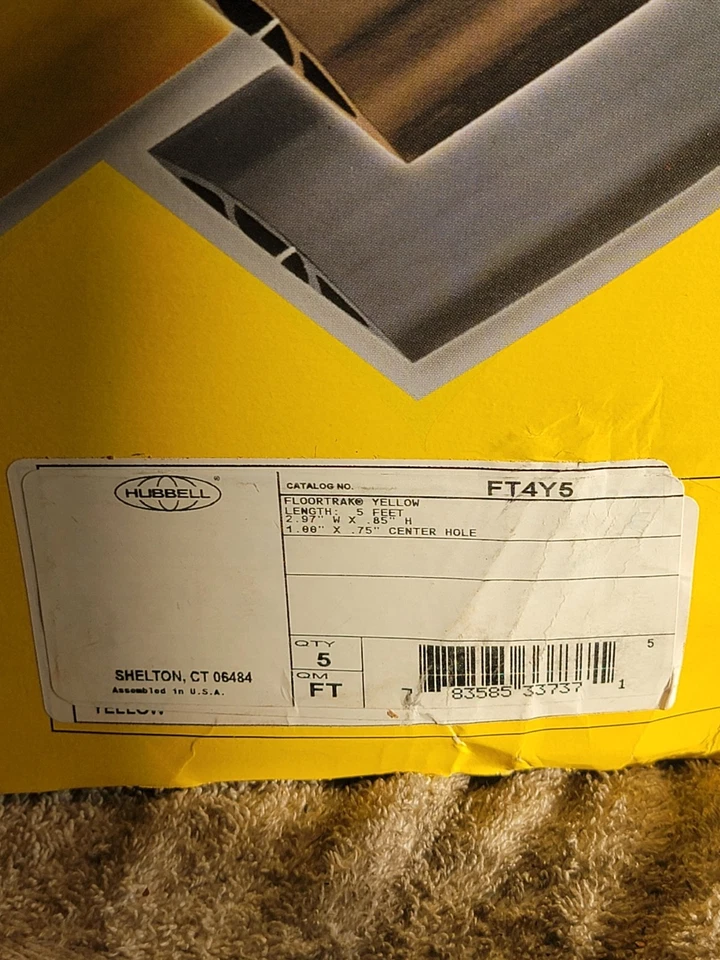 HUBBELL®
CATALOG NO. FT4Y5
FLOORTRAK® YELLOW
LENGTH: 5 FEET
2.97" W X .85" H
1.00" X .75" CENTER HOLE
QTY
5
QM
FT
5
7 83585 33737 1
SHELTON, CT 06484
Assembled in U.S.A.
YELLOW